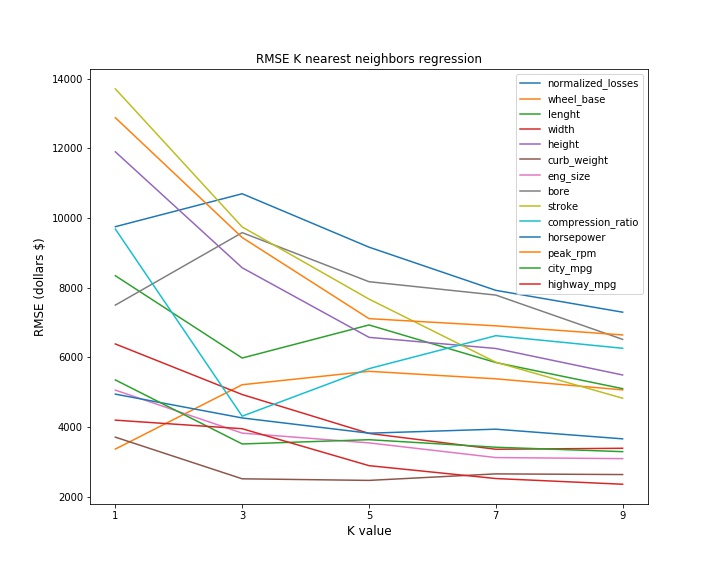 RMSE K nearest neighbors regression
14000
12000
10000
8000
6000
4000
2000
RMSE (dollars $)
normalized_losses
wheel_base
lenght
width
height
curb_weight
eng_size
bore
stroke
compression_ratio
horsepower
peak_rpm
city_mpg
highway_mpg
1
3
5
7
9
K value